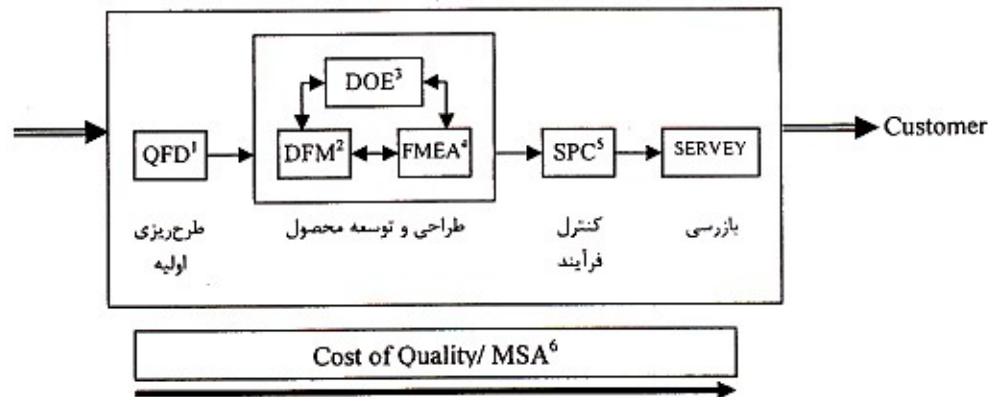 DOE³
QFD¹
DFM²
FMEA⁴
SPC⁵
SERVEY
Customer
طرح‌ریزی
اولیه
طراحی و توسعه محصول
کنترل
فرآیند
بازرسی
Cost of Quality/ MSA⁶